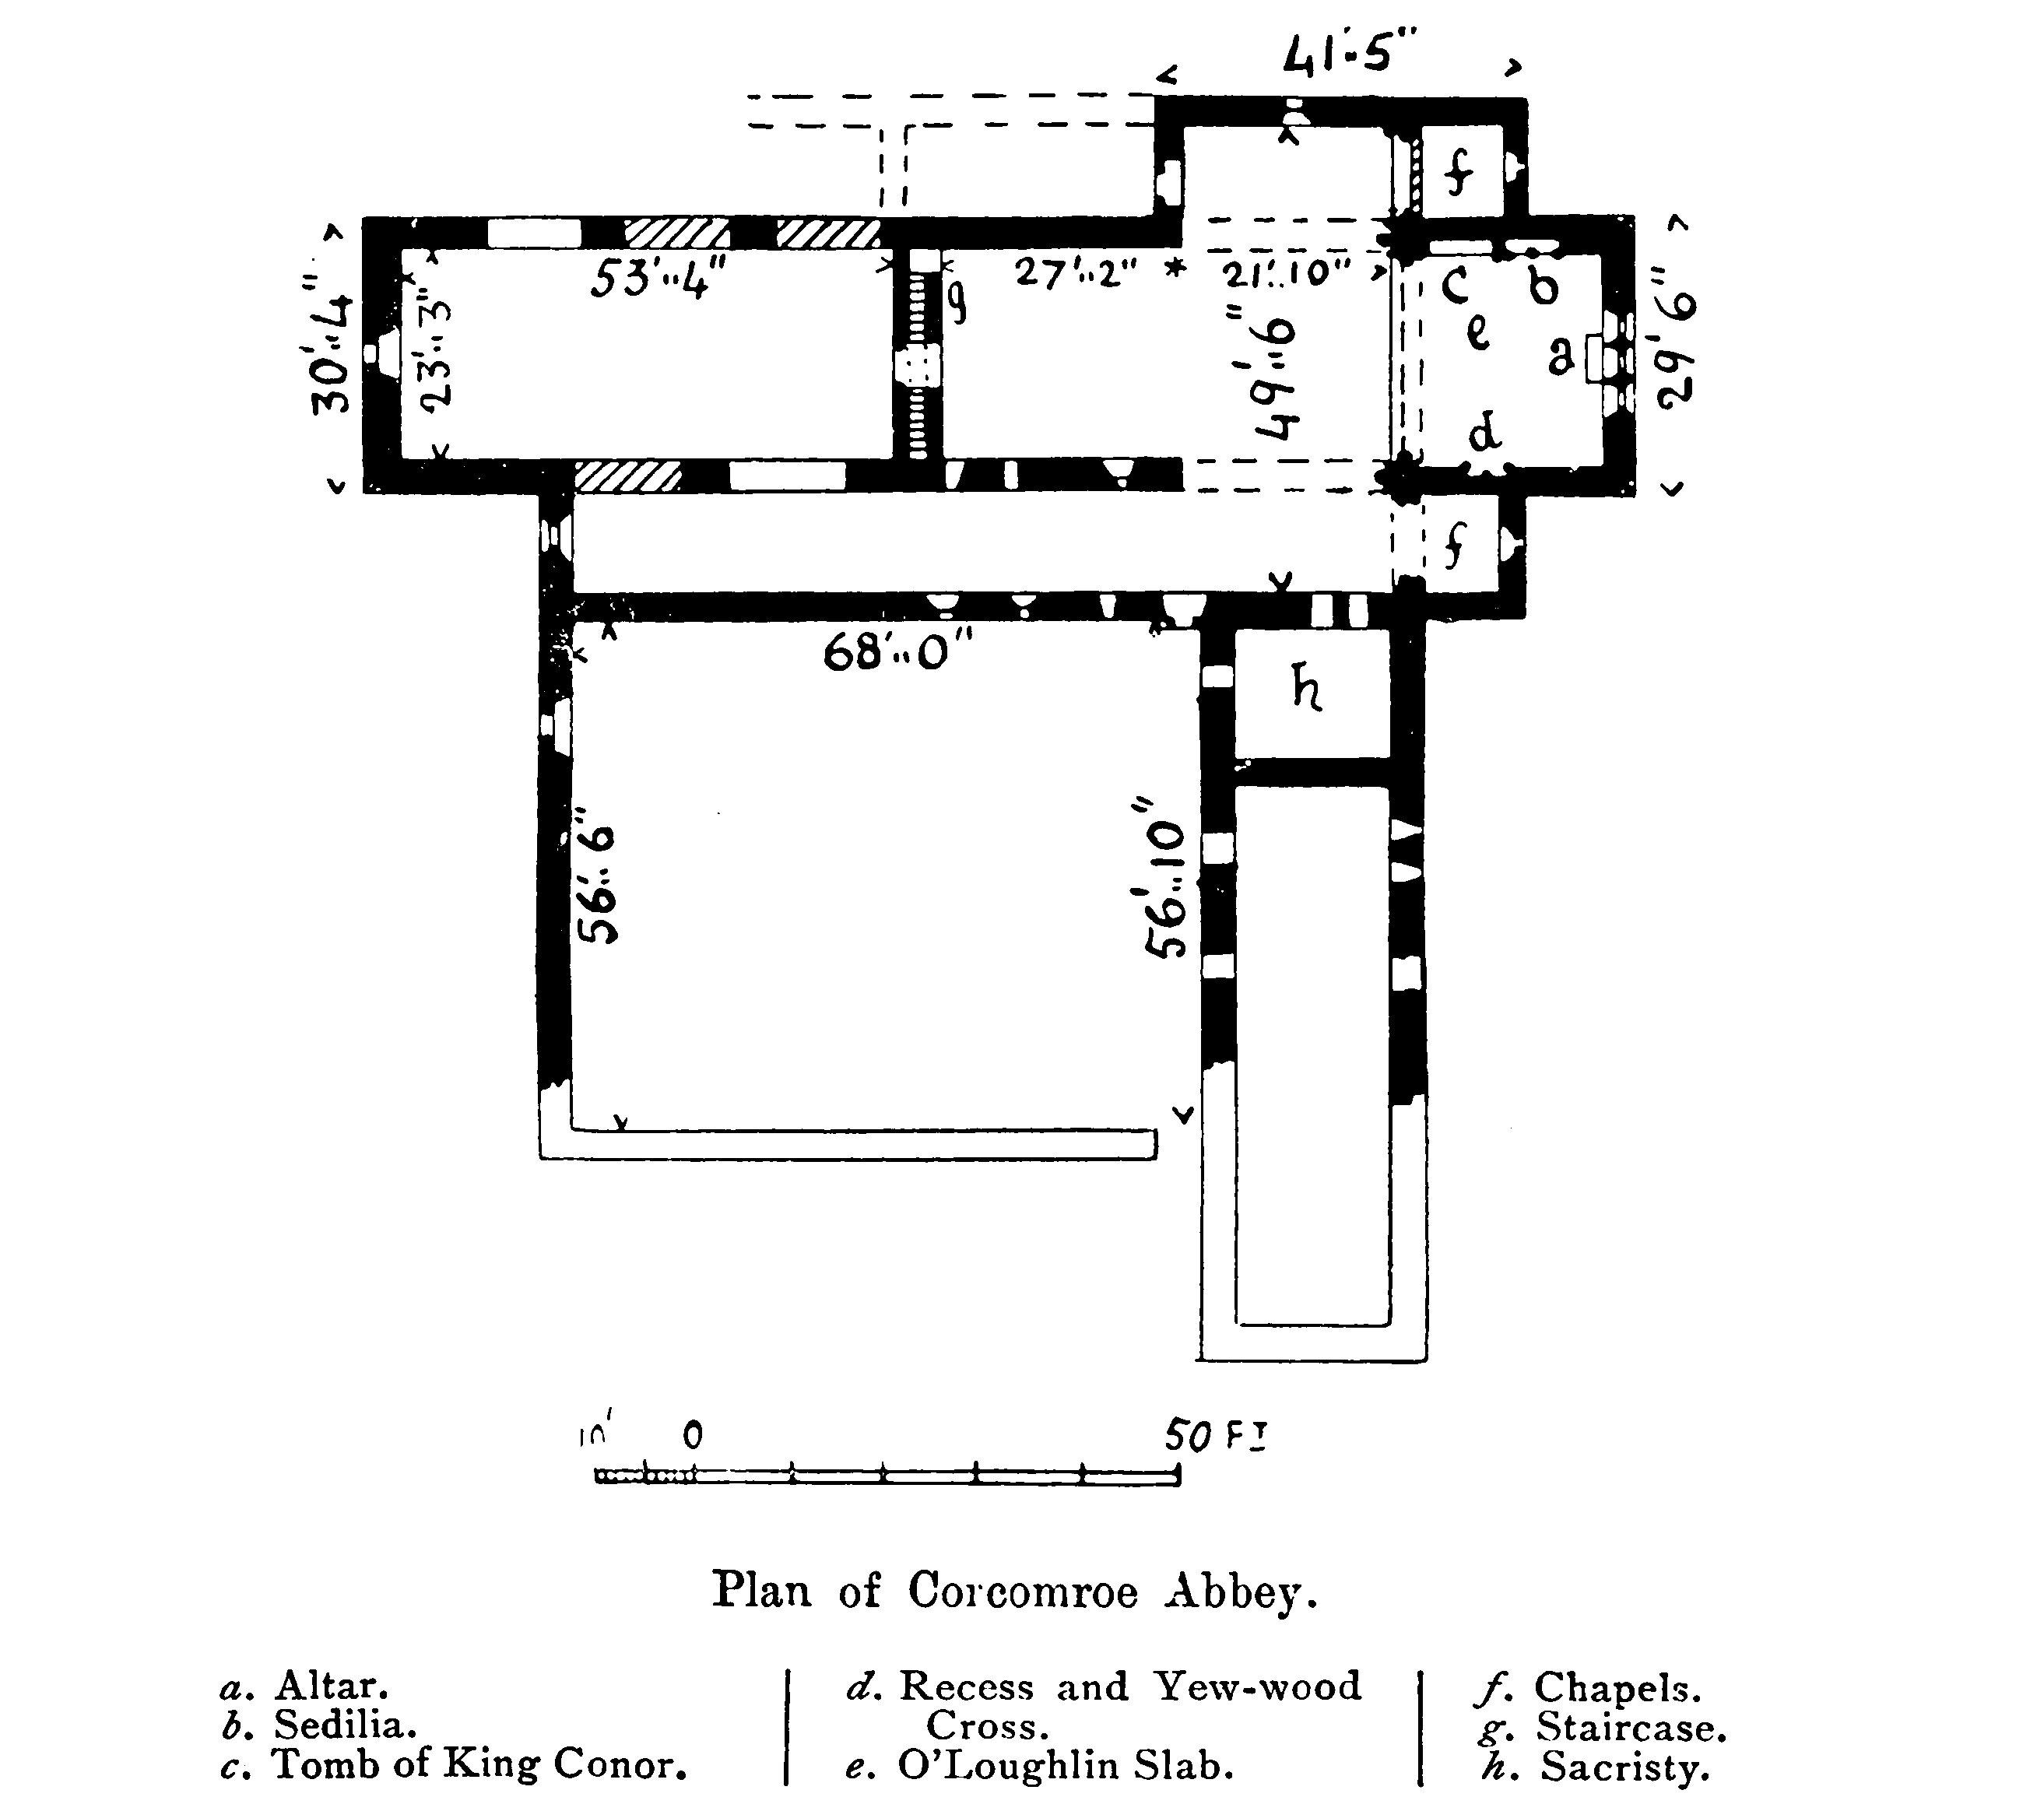 41'..5"
f
53'..4"
27'..2" * 21'..10"
c b
g
30'..4"
23'..3"
49'..6"
e
a
29'6"
d
f
68'..0"
h
56'..6"
56'..10"
in' 0 50 FT
Plan of Corcomroe Abbey.
a. Altar.
b. Sedilia.
c. Tomb of King Conor.
d. Recess and Yew-wood
Cross.
e. O'Loughlin Slab.
f. Chapels.
g. Staircase.
h. Sacristy.